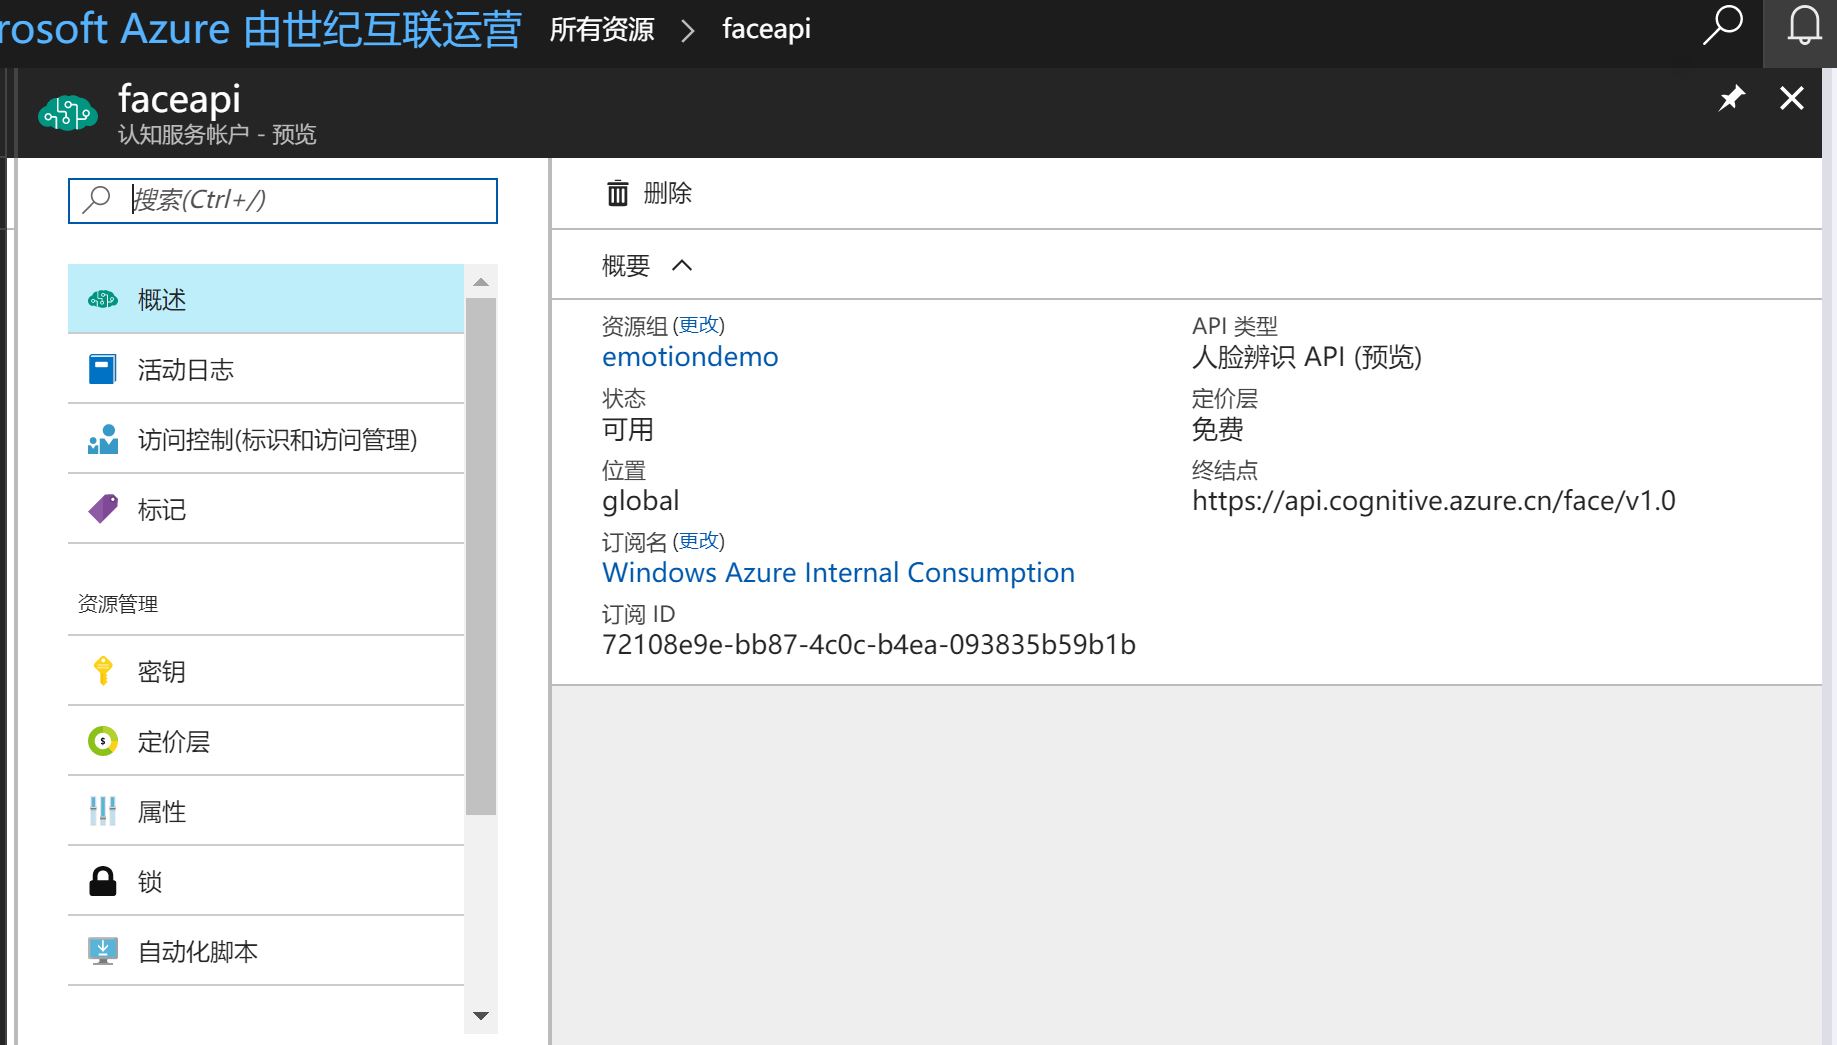 rosoft Azure 由世纪互联运营 所有资源 > faceapi
faceapi
认知服务帐户 - 预览
搜索(Ctrl+/)
概述
活动日志
访问控制(标识和访问管理)
标记
资源管理
密钥
定价层
属性
锁
自动化脚本
删除
概要
资源组 (更改)
emotiondemo
状态
可用
位置
global
订阅名 (更改)
Windows Azure Internal Consumption
订阅 ID
72108e9e-bb87-4c0c-b4ea-093835b59b1b
API 类型
人脸辨识 API (预览)
定价层
免费
终结点
https://api.cognitive.azure.cn/face/v1.0